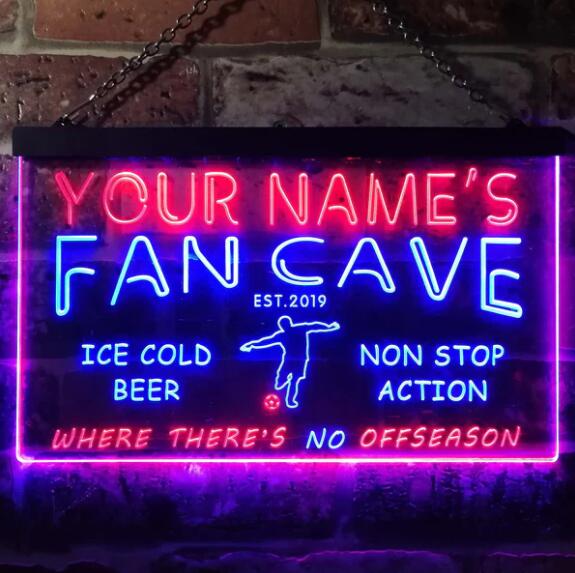 YOUR NAME'S
FAN CAVE
EST.2019
ICE COLD
BEER
NON STOP
ACTION
WHERE THERE'S NO OFFSEASON